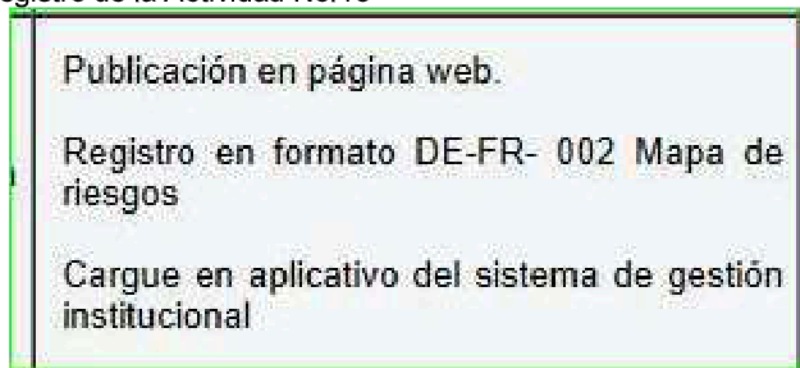 Publicación en página web.
Registro en formato DE-FR- 002 Mapa de
riesgos
Cargue en aplicativo del sistema de gestión
institucional